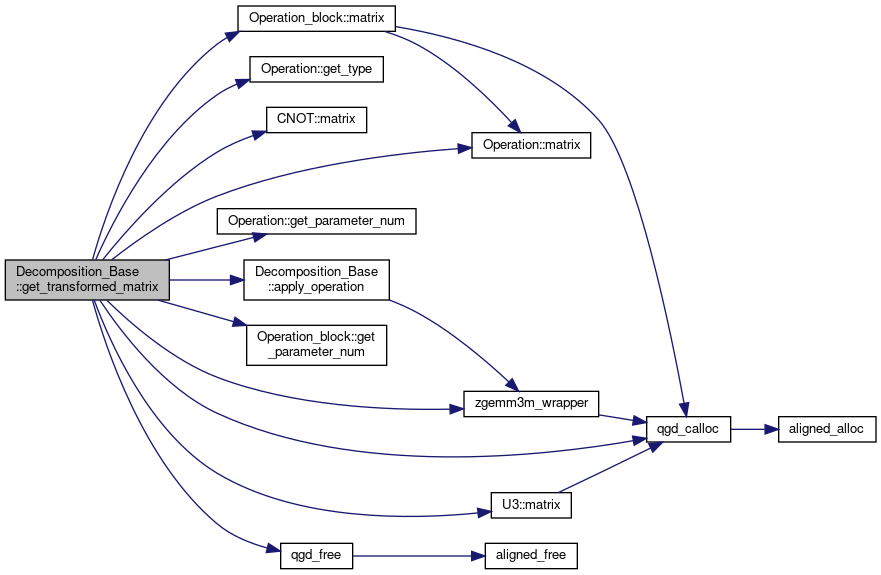 Operation_block::matrix
Operation::get_type
CNOT::matrix
Operation::matrix
Operation::get_parameter_num
Decomposition_Base
::get_transformed_matrix
Decomposition_Base
::apply_operation
Operation_block::get
_parameter_num
zgemm3m_wrapper
qgd_calloc
aligned_alloc
U3::matrix
qgd_free
aligned_free